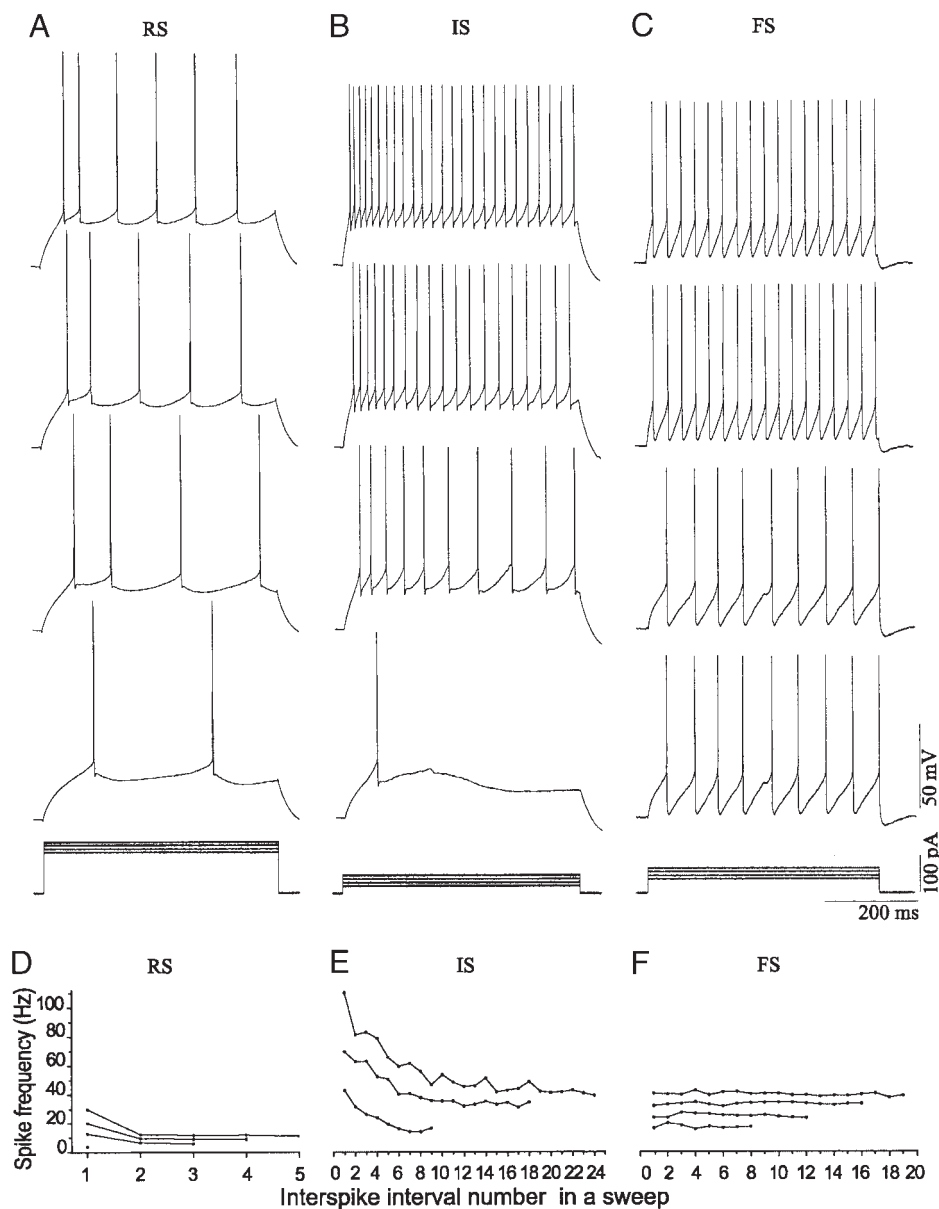 A RS
B IS
C FS
50 mV
100 pA
200 ms
D RS
E IS
F FS
Spike frequency (Hz)
100
80
60
40
20
0
1 2 3 4 5
0 2 4 6 8 10 12 14 16 18 20 22 24
0 2 4 6 8 10 12 14 16 18 20
Interspike interval number in a sweep